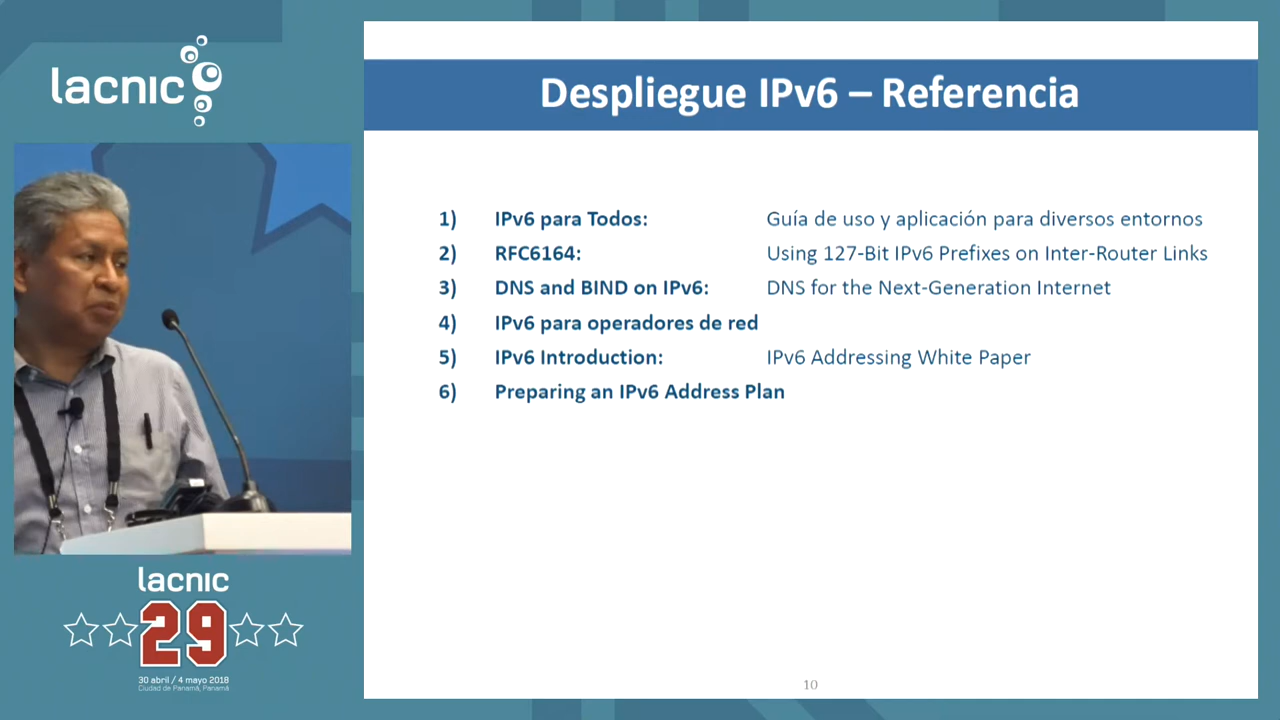 lacnic
Despliegue IPv6 – Referencia
1) IPv6 para Todos: Guía de uso y aplicación para diversos entornos
2) RFC6164: Using 127-Bit IPv6 Prefixes on Inter-Router Links
3) DNS and BIND on IPv6: DNS for the Next-Generation Internet
4) IPv6 para operadores de red
5) IPv6 Introduction: IPv6 Addressing White Paper
6) Preparing an IPv6 Address Plan
lacnic
29
30 abril / 4 mayo 2018
Ciudad de Panamá, Panamá
10